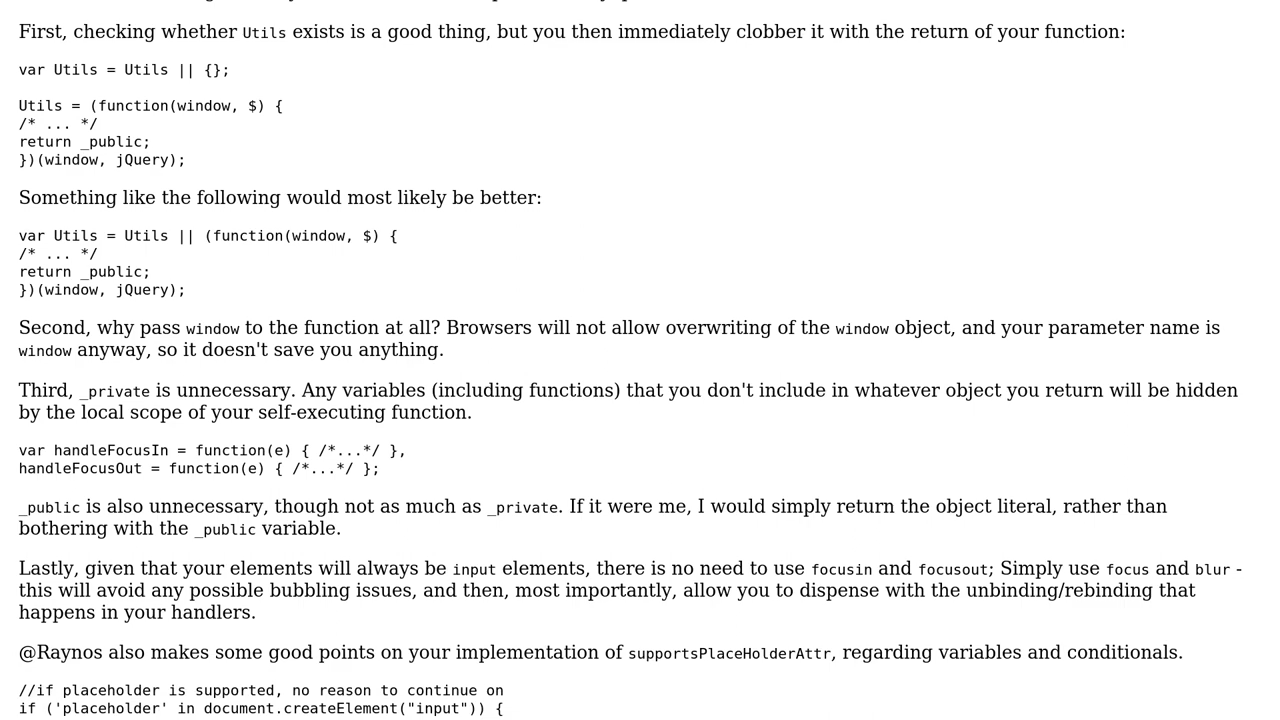 First, checking whether Utils exists is a good thing, but you then immediately clobber it with the return of your function:
var Utils = Utils || {};
Utils = (function(window, $) {
/* ... */
return _public;
})(window, jQuery);
Something like the following would most likely be better:
var Utils = Utils || (function(window, $) {
/* ... */
return _public;
})(window, jQuery);
Second, why pass window to the function at all? Browsers will not allow overwriting of the window object, and your parameter name is
window anyway, so it doesn't save you anything.
Third, _private is unnecessary. Any variables (including functions) that you don't include in whatever object you return will be hidden
by the local scope of your self-executing function.
var handleFocusIn = function(e) { /*...*/ },
handleFocusOut = function(e) { /*...*/ };
_public is also unnecessary, though not as much as _private. If it were me, I would simply return the object literal, rather than
bothering with the _public variable.
Lastly, given that your elements will always be input elements, there is no need to use focusin and focusout; Simply use focus and blur -
this will avoid any possible bubbling issues, and then, most importantly, allow you to dispense with the unbinding/rebinding that
happens in your handlers.
@Raynos also makes some good points on your implementation of supportsPlaceHolderAttr, regarding variables and conditionals.
//if placeholder is supported, no reason to continue on
if ('placeholder' in document.createElement("input")) {